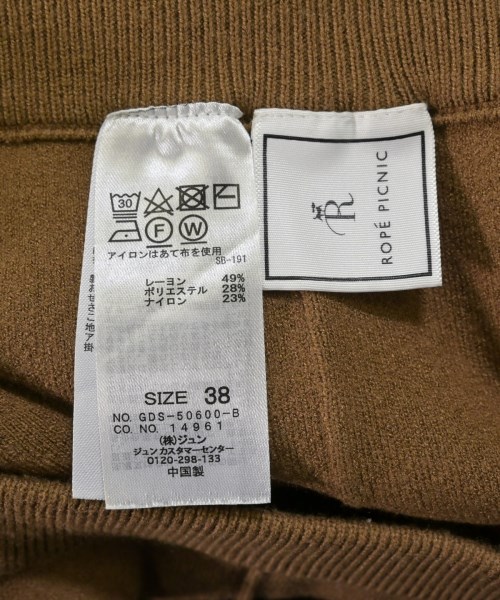 30
F W
アイロンはあて布を使用
SB-191
レーヨン 49%
ポリエステル 28%
ナイロン 23%
SIZE 38
NO. GDS-50600-B
CO. NO. 14961
(株)ジュン
ジュンカスタマーセンター
0120-298-133
中国製
R
ROPÉ PICNIC